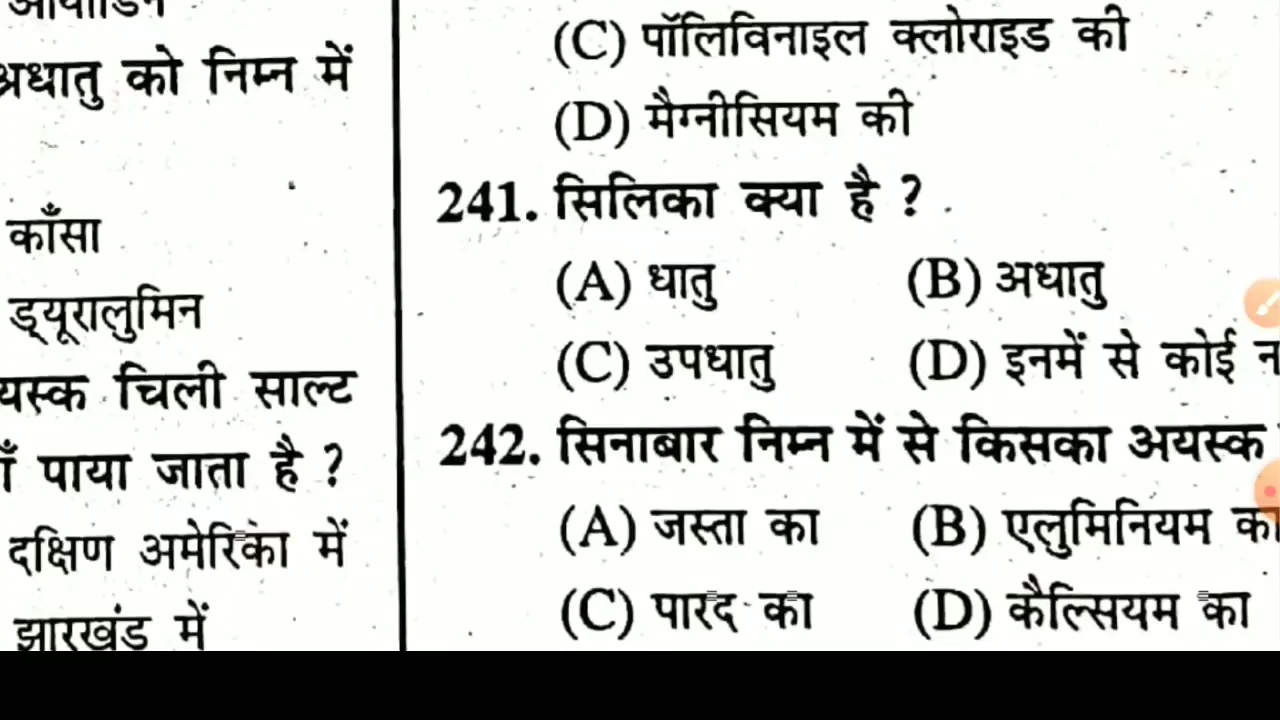 अधातु को निम्न में
काँसा
ड्यूरालुमिन
यस्क चिली साल्ट
पाया जाता है ?
दक्षिण अमेरिका में
झारखंड में
(C) पॉलिविनाइल क्लोराइड की
(D) मैग्नीसियम की
241. सिलिका क्या है ?
(A) धातु (B) अधातु
(C) उपधातु (D) इनमें से कोई न
242. सिनाबार निम्न में से किसका अयस्क
(A) जस्ता का (B) एलुमिनियम का
(C) पारद का (D) कैल्सियम का